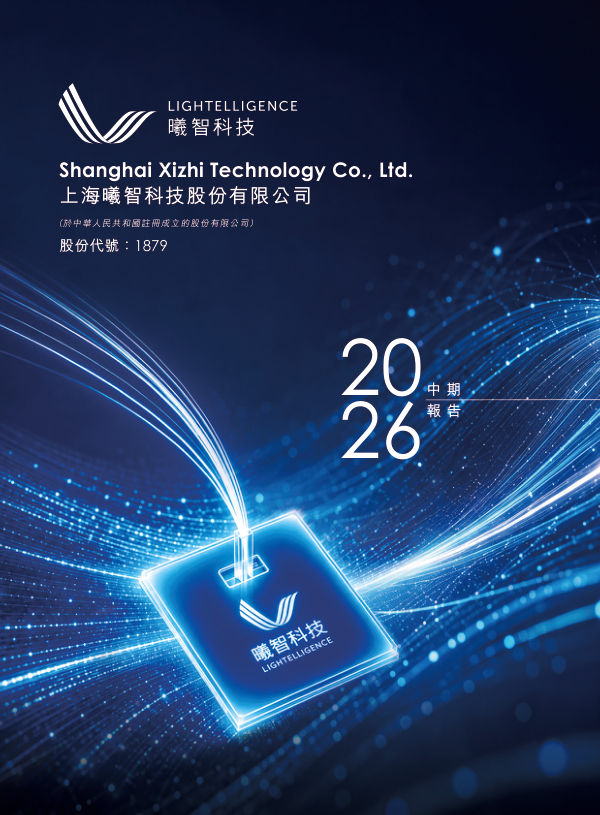 LIGHTELLIGENCE
曦智科技
Shanghai Xizhi Technology Co., Ltd.
上海曦智科技股份有限公司
(於中華人民共和國註冊成立的股份有限公司)
股份代號：1879
20
26
中期
報告
曦智科技
LIGHTELLIGENCE